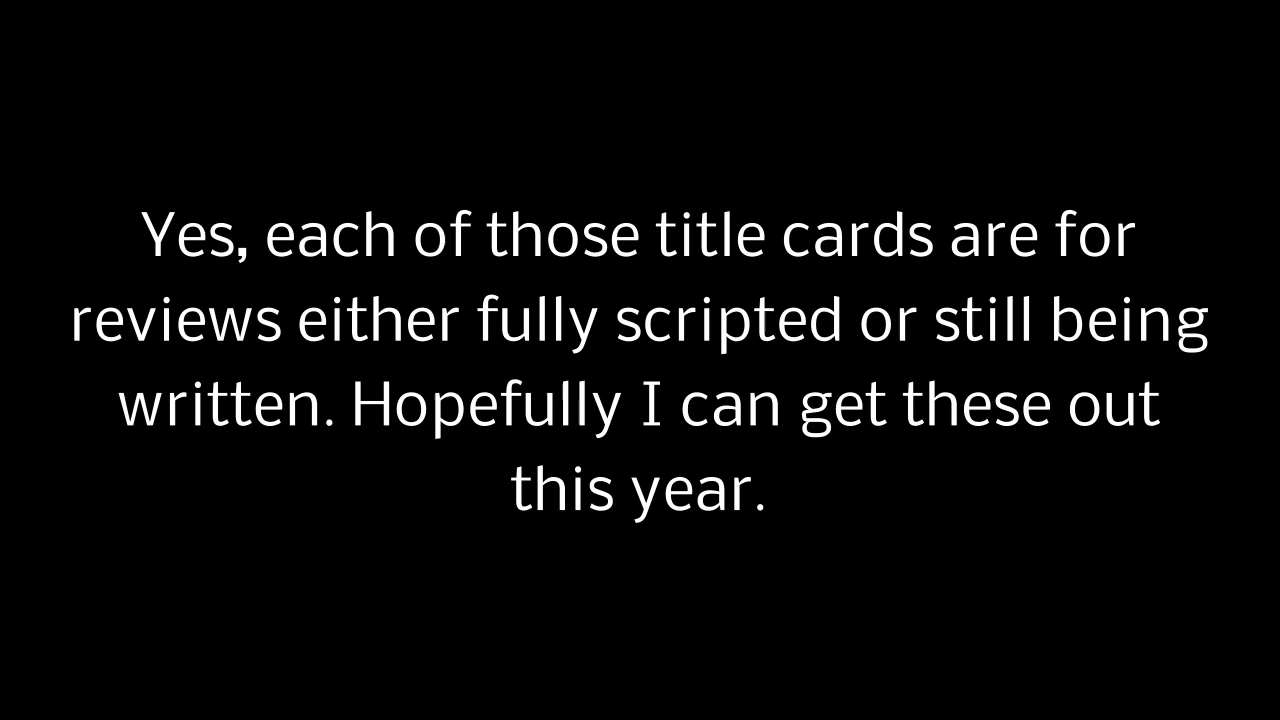 Yes, each of those title cards are for
reviews either fully scripted or still being
written. Hopefully I can get these out
this year.